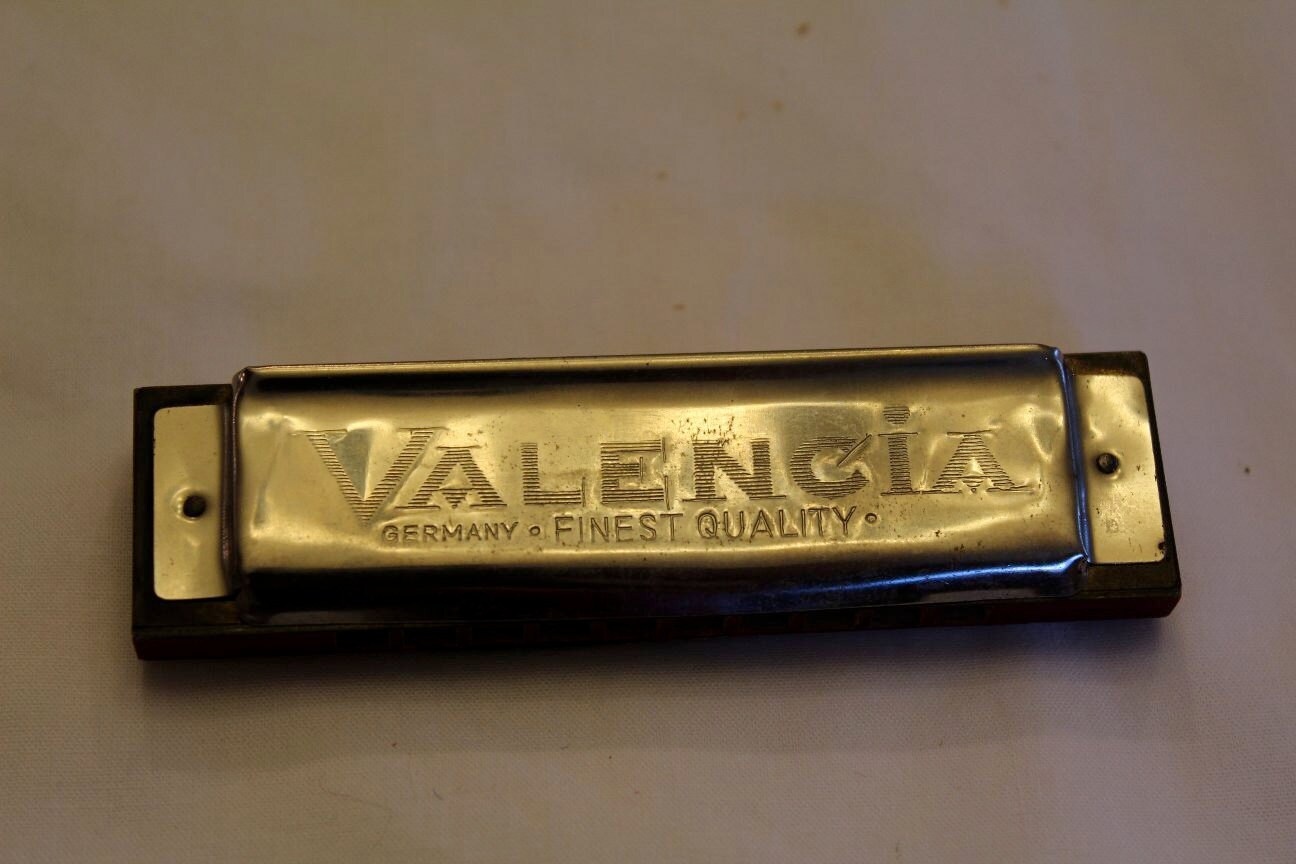 VALENCIA
GERMANY • FINEST QUALITY •